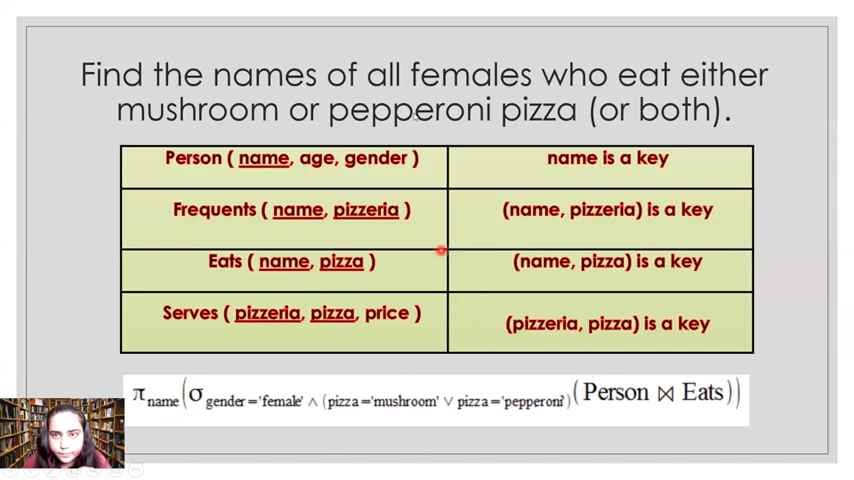 Find the names of all females who eat either
mushroom or pepperoni pizza (or both).
Person ( name, age, gender )
name is a key
Frequents ( name, pizzeria )
(name, pizzeria) is a key
Eats ( name, pizza )
(name, pizza) is a key
Serves ( pizzeria, pizza, price )
(pizzeria, pizza) is a key
π name (σ gender='female' ∧ (pizza='mushroom' ∨ pizza='pepperoni') (Person ⋈ Eats))